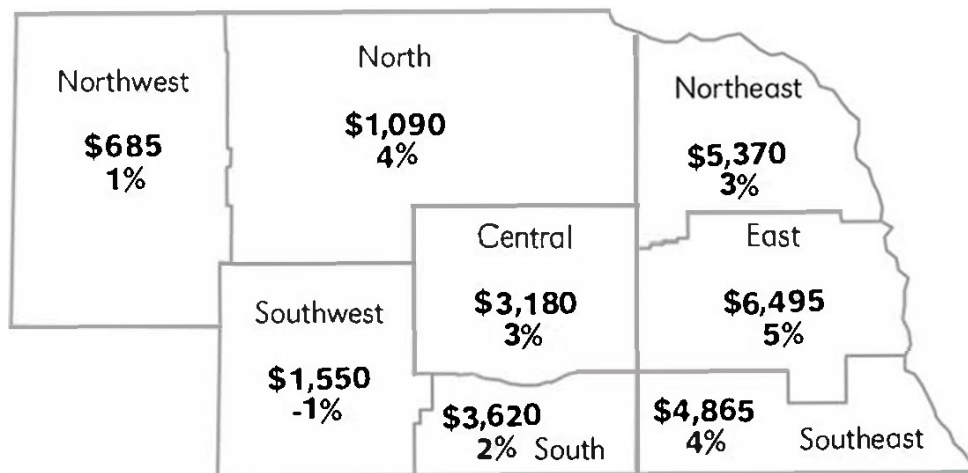 Northwest
$685
1%
North
$1,090
4%
Northeast
$5,370
3%
Central
$3,180
3%
East
$6,495
5%
Southwest
$1,550
-1%
$3,620
2% South
$4,865
4%
Southeast